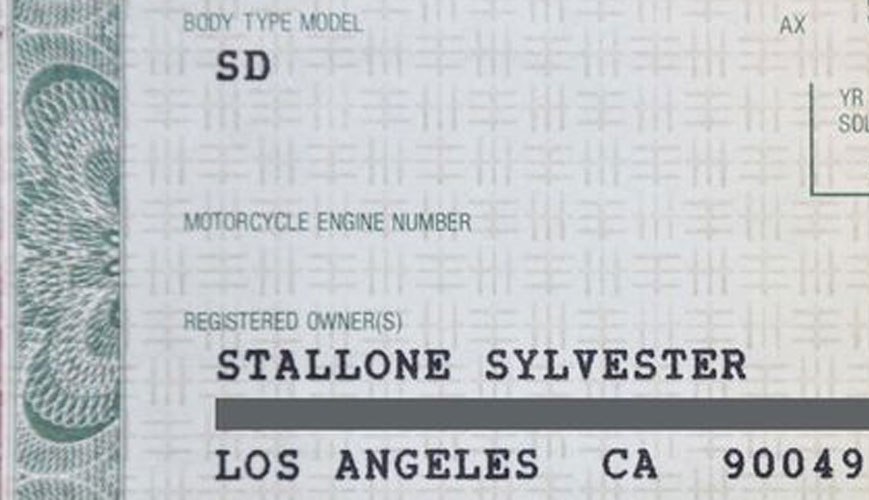 BODY TYPE MODEL
AX
SD
YR
MOTORCYCLE ENGINE NUMBER
REGISTERED OWNER(S)
STALLONE SYLVESTER
LOS ANGELES CA 90049